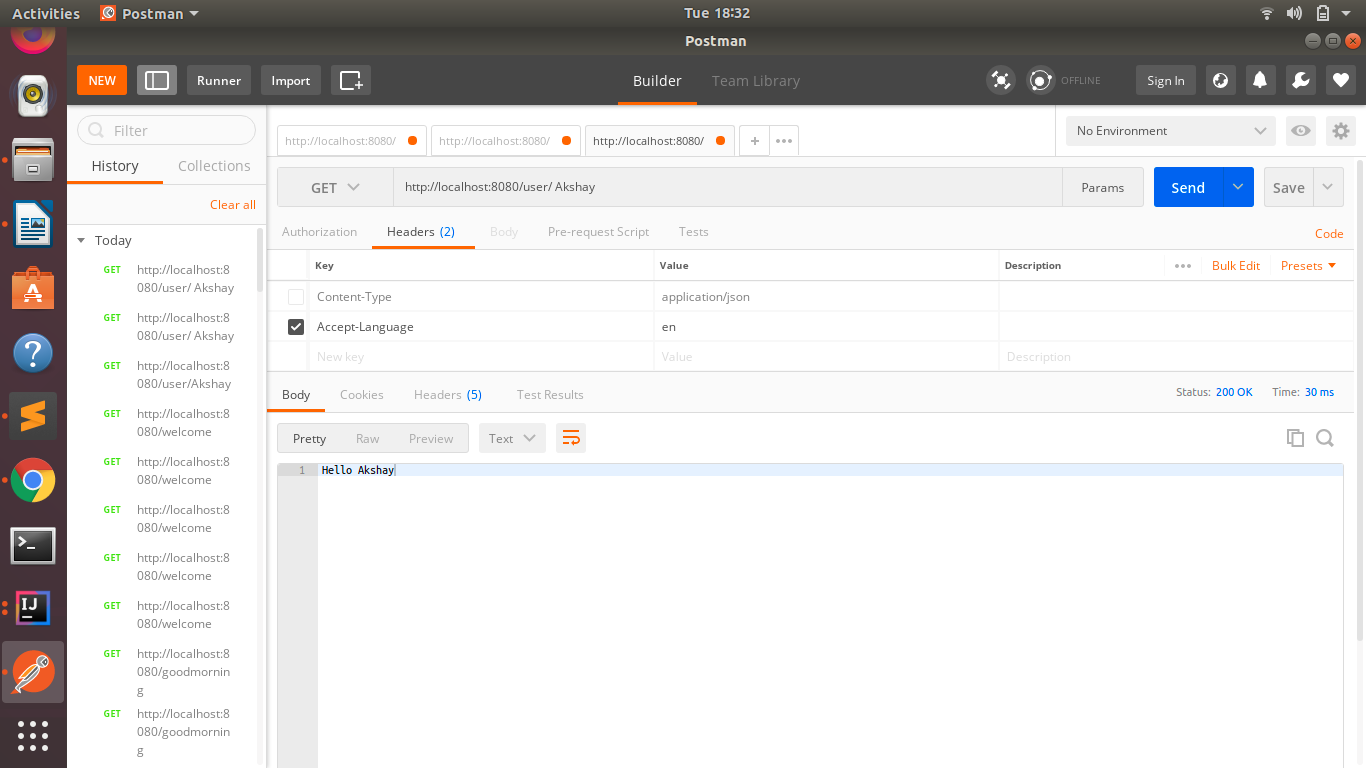 Activities Postman Tue 18:32
Postman
NEW Runner Import Builder Team Library OFFLINE Sign In
Filter
History Collections
Clear all
Today
GET http://localhost:8
080/user/ Akshay
GET http://localhost:8
080/user/ Akshay
GET http://localhost:8
080/user/Akshay
GET http://localhost:8
080/welcome
GET http://localhost:8
080/welcome
GET http://localhost:8
080/welcome
GET http://localhost:8
080/welcome
GET http://localhost:8
080/welcome
GET http://localhost:8
080/goodmornin
g
GET http://localhost:8
080/goodmornin
g
http://localhost:8080/ http://localhost:8080/ http://localhost:8080/ + ••• No Environment
GET http://localhost:8080/user/ Akshay Params Send Save
Authorization Headers (2) Body Pre-request Script Tests Code
Key Value Description ••• Bulk Edit Presets
Content-Type application/json
Accept-Language en
New key Value Description
Body Cookies Headers (5) Test Results Status: 200 OK Time: 30 ms
Pretty Raw Preview Text
1 Hello Akshay